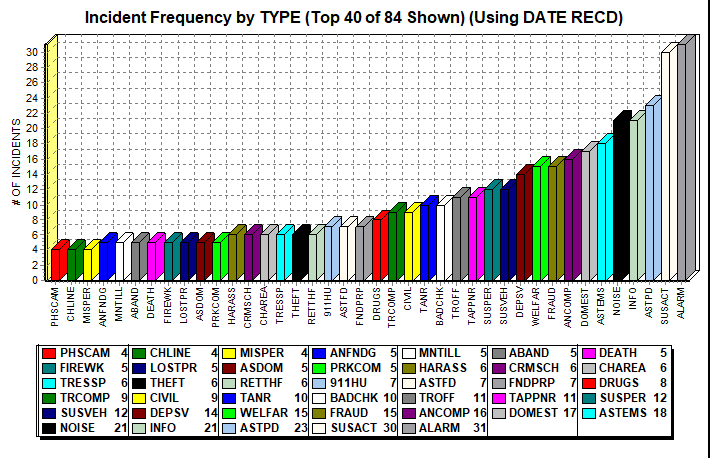 Incident Frequency by TYPE (Top 40 of 84 Shown) (Using DATE RECD)
# OF INCIDENTS
30
28
26
24
22
20
18
16
14
12
10
8
6
4
2
0
PHSCAM CHLINE MISPER ANFNDG MNTILL ABAND DEATH FIREWK LOSTPR ASDOM PRKCOM HARASS CRMSCH CHAREA TRESSP THEFT RETTHF 911HU ASTFD FNDPRP DRUGS TRCOMP CIVIL TANR BADCHK TROFF TAPPNR SUSPER SUSVEH DEPSV WELFAR FRAUD ANCOMP DOMEST ASTEMS NOISE INFO ASTPD SUSACT ALARM
PHSCAM 4 CHLINE 4 MISPER 4 ANFNDG 5 MNTILL 5 ABAND 5 DEATH 5
FIREWK 5 LOSTPR 5 ASDOM 5 PRKCOM 5 HARASS 6 CRMSCH 6 CHAREA 6
TRESSP 6 THEFT 6 RETTHF 6 911HU 7 ASTFD 7 FNDPRP 7 DRUGS 8
TRCOMP 9 CIVIL 9 TANR 10 BADCHK 10 TROFF 11 TAPPNR 11 SUSPER 12
SUSVEH 12 DEPSV 14 WELFAR 15 FRAUD 15 ANCOMP 16 DOMEST 17 ASTEMS 18
NOISE 21 INFO 21 ASTPD 23 SUSACT 30 ALARM 31